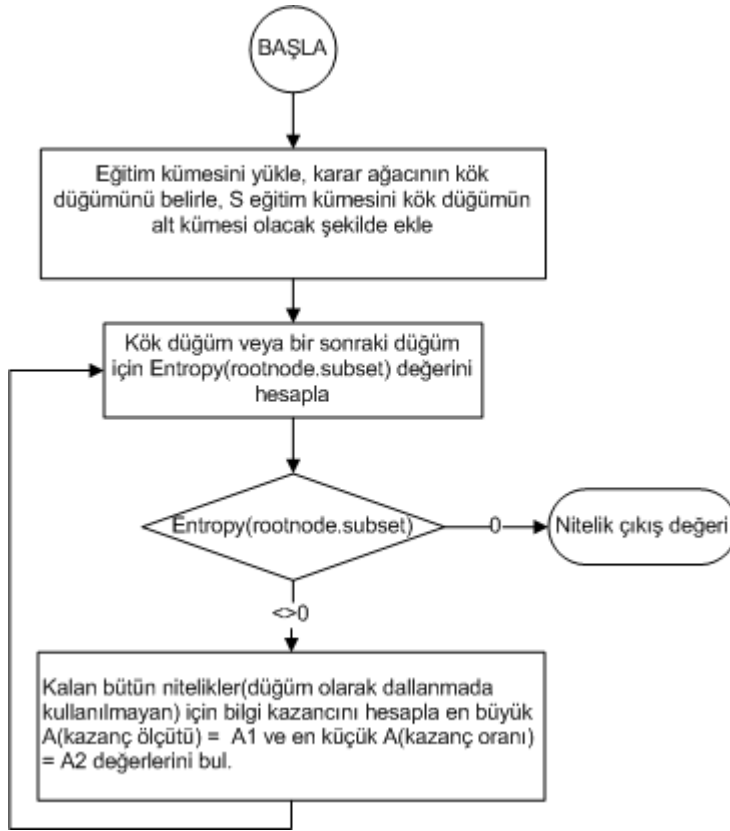 BAŞLA
Eğitim kümesini yükle, karar ağacının kök
düğümünü belirle, S eğitim kümesini kök düğümün
alt kümesi olacak şekilde ekle
Kök düğüm veya bir sonraki düğüm
için Entropy(rootnode.subset) değerini
hesapla
Entropy(rootnode.subset)
0
Nitelik çıkış değeri
<>0
Kalan bütün nitelikler(düğüm olarak dallanmada
kullanılmayan) için bilgi kazancını hesapla en büyük
A(kazanç ölçütü) = A1 ve en küçük A(kazanç oranı)
= A2 değerlerini bul.